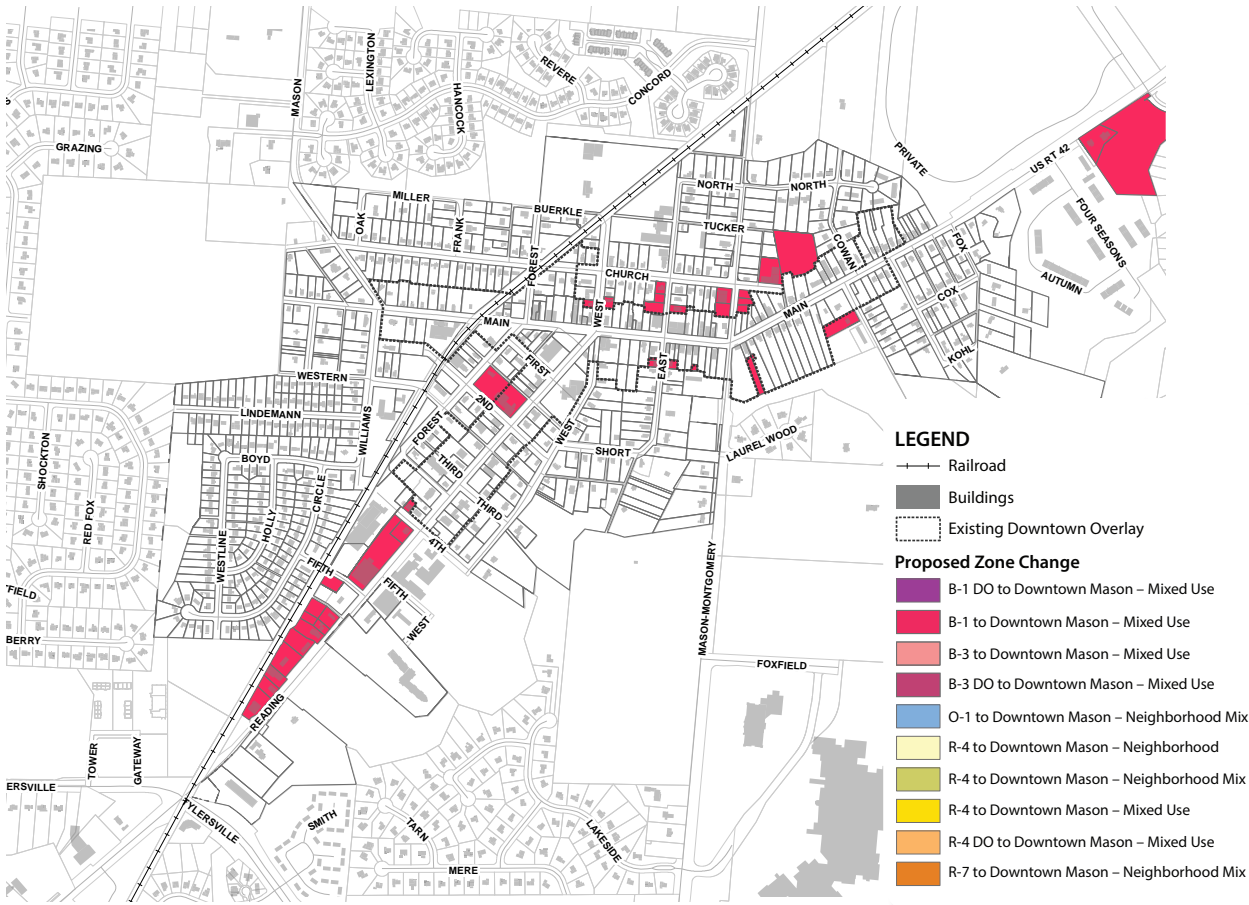 MASON
LEXINGTON
REVERE
CONCORD
HANCOCK
GRAZING
PRIVATE
US RT 42
NORTH
NORTH
MILLER
BUERKLE
OAK
FRANK
TUCKER
FOREST
COWAN
FOX
FOUR SEASONS
CHURCH
AUTUMN
COX
MAIN
WEST
MAIN
KOHL
FIRST
EAST
WESTERN
2ND
LINDEMANN
WILLIAMS
FOREST
WEST
LAUREL WOOD
SHORT
SHOCKTON
BOYD
THIRD
RED FOX
CIRCLE
HOLLY
THIRD
WESTLINE
4TH
FIFTH
FIFTH
FIELD
WEST
BERRY
MASON-MONTGOMERY
FOXFIELD
READING
TOWER
GATEWAY
ERSVILLE
TYLERSVILLE
SMITH
TARN
LAKESIDE
MERE
LEGEND
Railroad
Buildings
Existing Downtown Overlay
Proposed Zone Change
B-1 DO to Downtown Mason – Mixed Use
B-1 to Downtown Mason – Mixed Use
B-3 to Downtown Mason – Mixed Use
B-3 DO to Downtown Mason – Mixed Use
O-1 to Downtown Mason – Neighborhood Mix
R-4 to Downtown Mason – Neighborhood
R-4 to Downtown Mason – Neighborhood Mix
R-4 to Downtown Mason – Mixed Use
R-4 DO to Downtown Mason – Mixed Use
R-7 to Downtown Mason – Neighborhood Mix